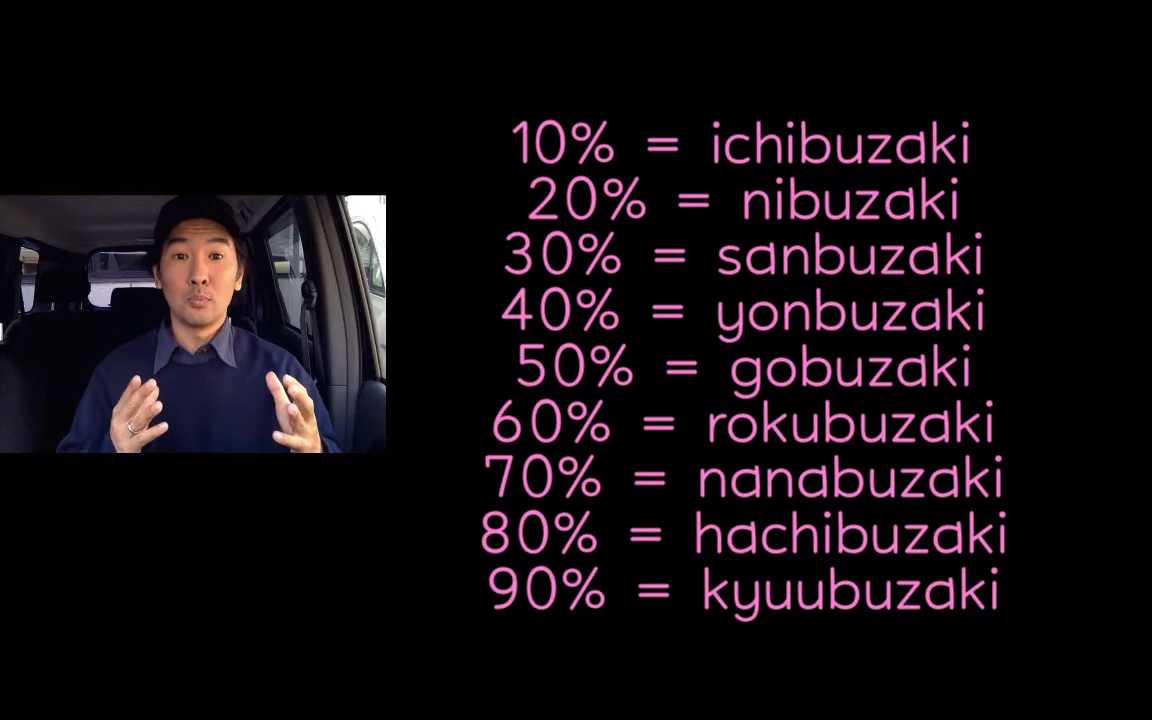 10% = ichibuzaki
20% = nibuzaki
30% = sanbuzaki
40% = yonbuzaki
50% = gobuzaki
60% = rokubuzaki
70% = nanabuzaki
80% = hachibuzaki
90% = kyuubuzaki